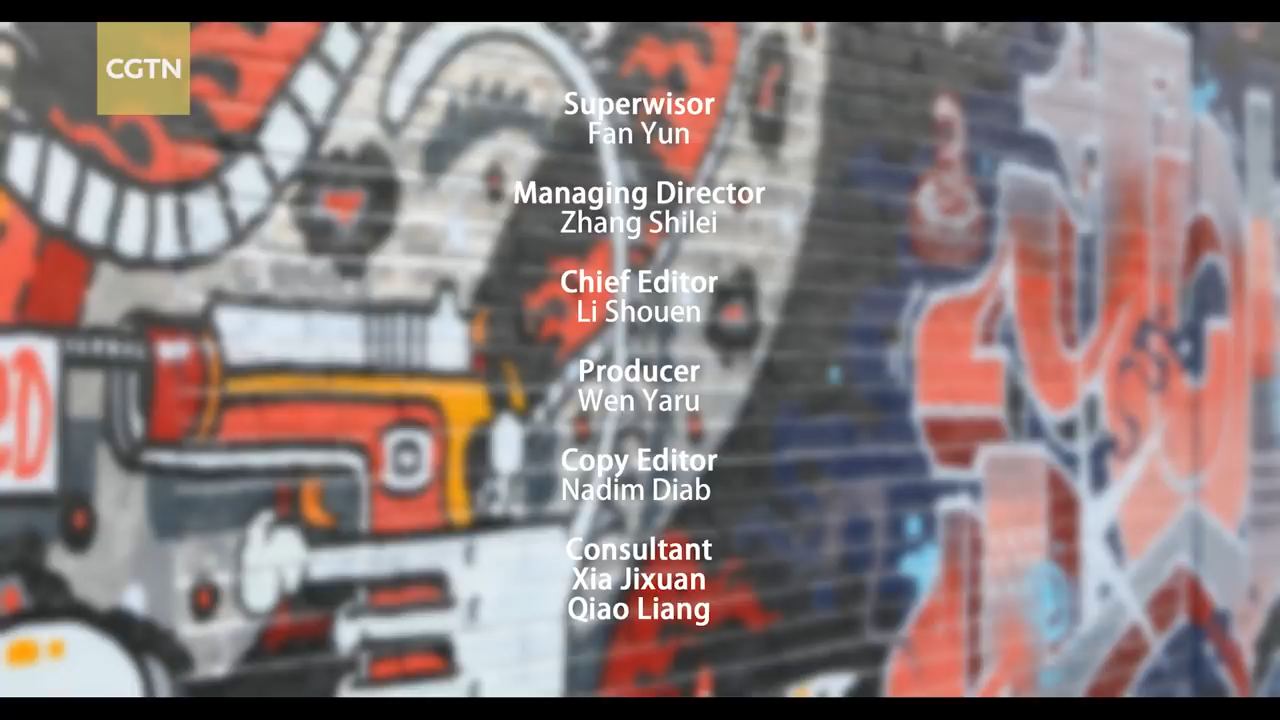 CGTN
Superwisor
Fan Yun
Managing Director
Zhang Shilei
Chief Editor
Li Shouen
Producer
Wen Yaru
Copy Editor
Nadim Diab
Consultant
Xia Jixuan
Qiao Liang